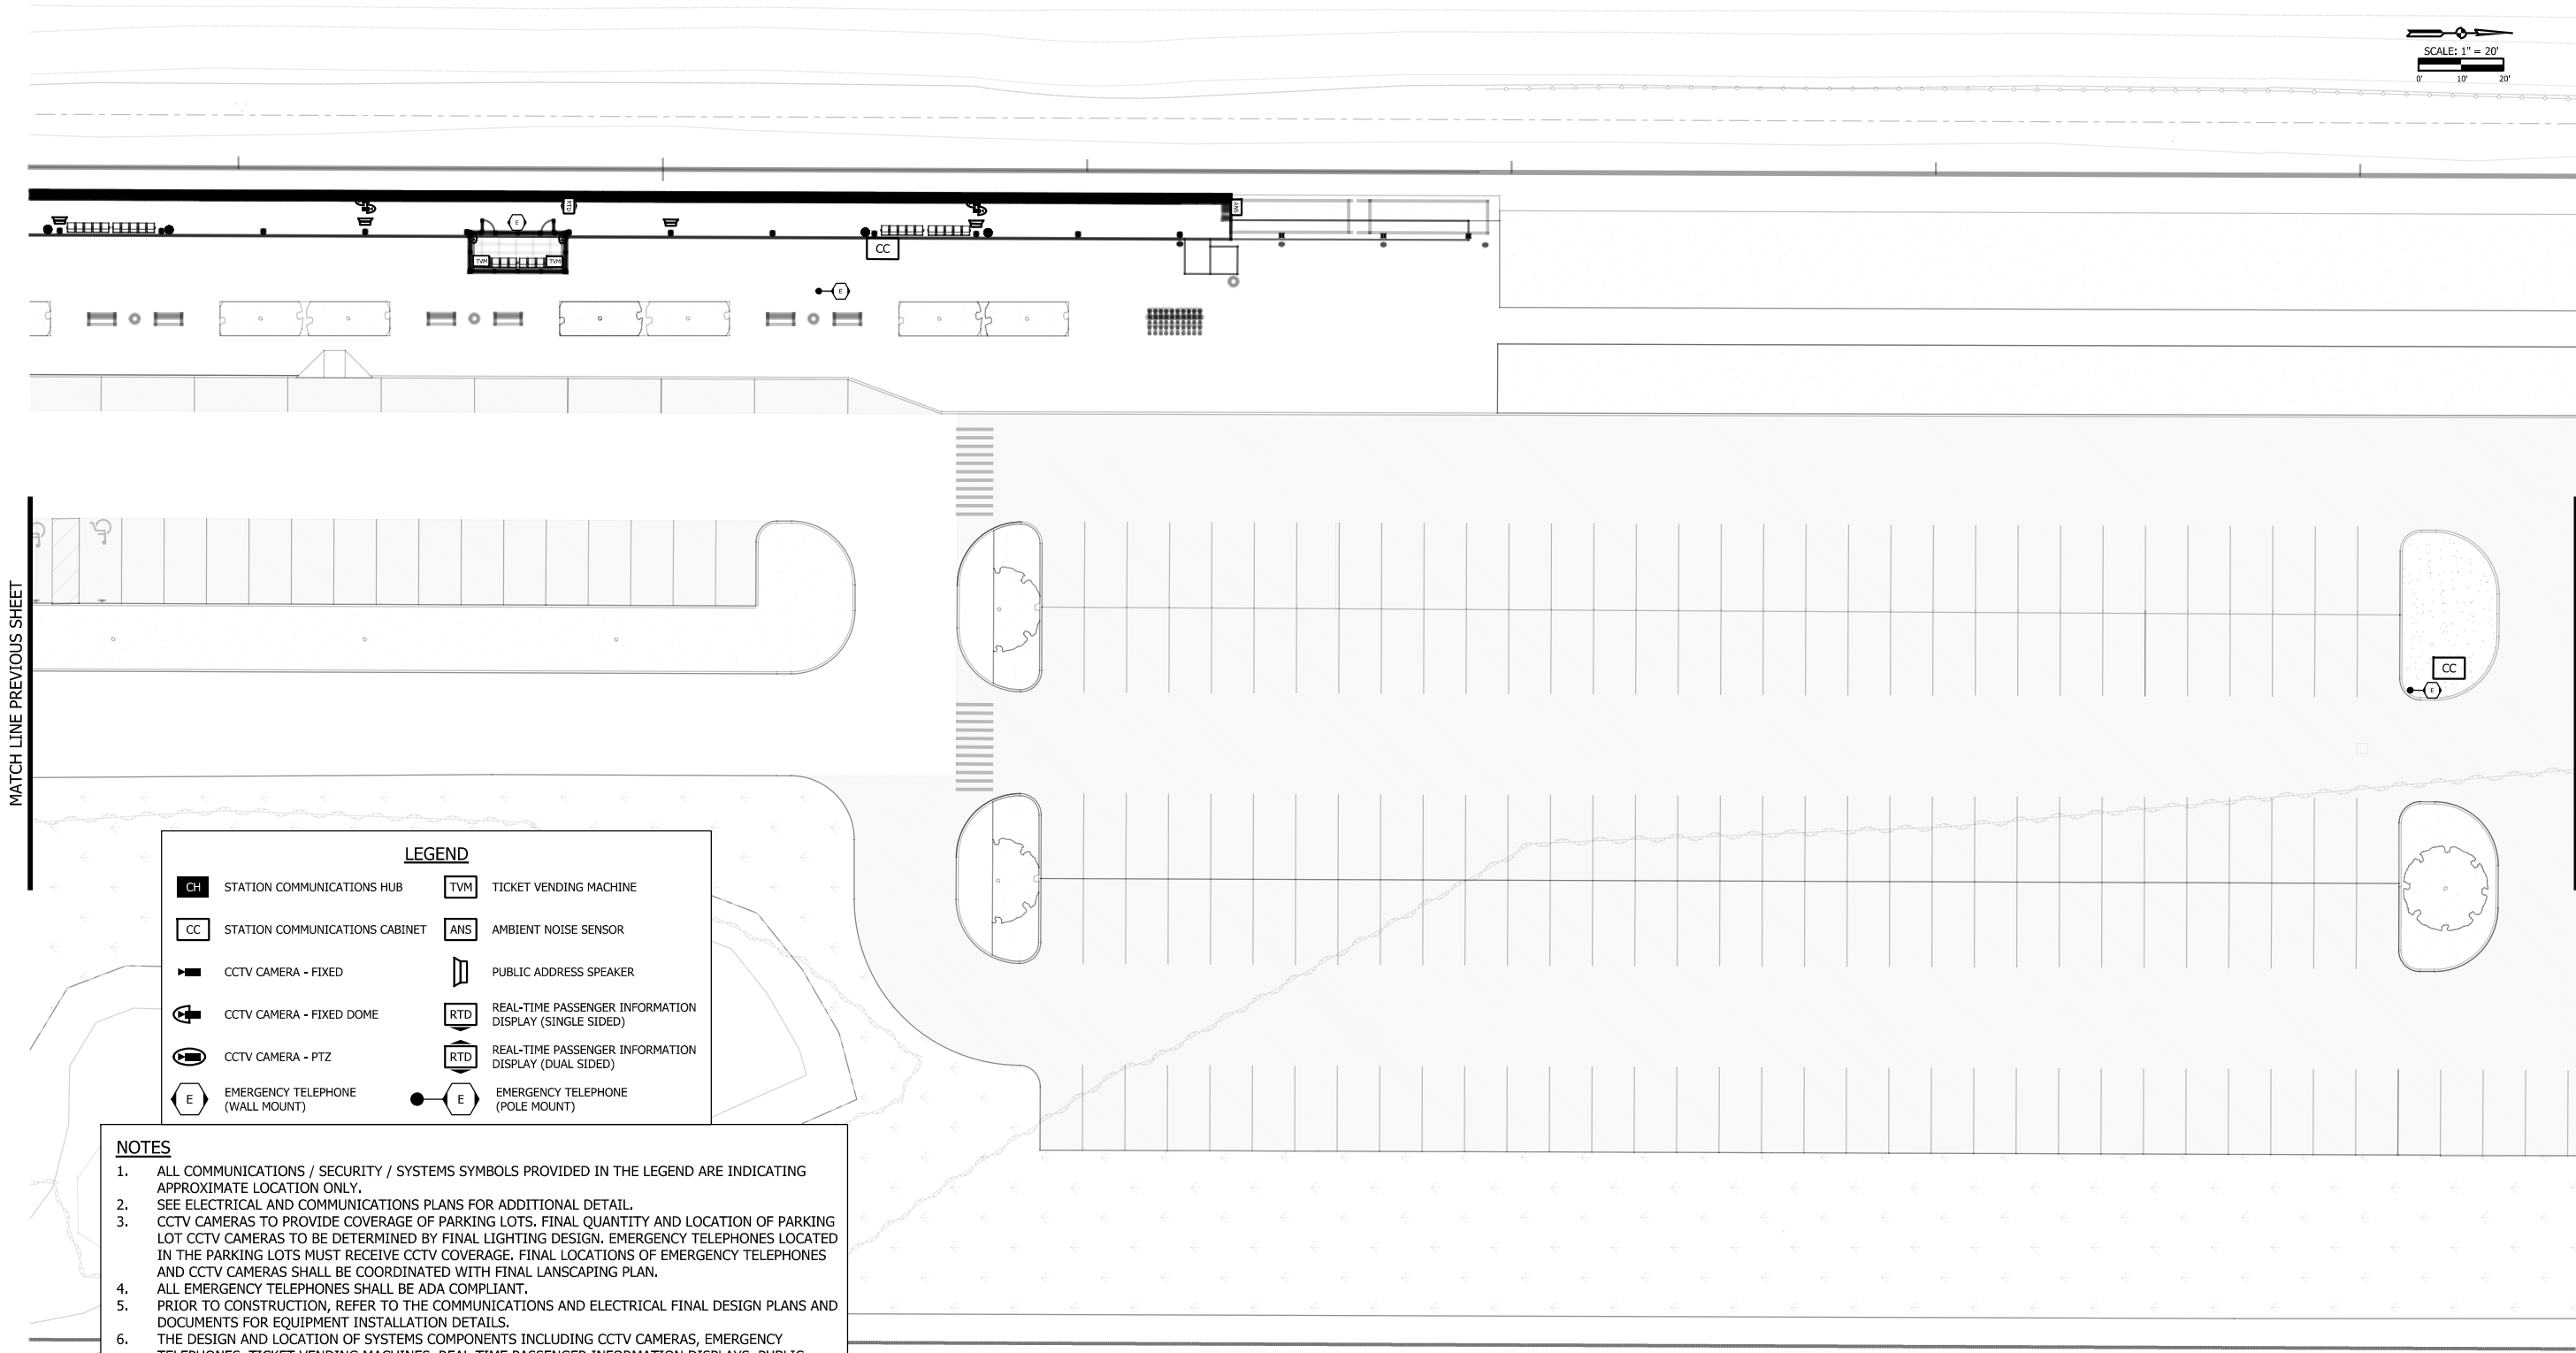 SCALE: 1" = 20'
0' 10' 20'
RTD
E
ANS
TVM
TVM
CC
E
MATCH LINE PREVIOUS SHEET
CC
E
LEGEND
CH STATION COMMUNICATIONS HUB
TVM TICKET VENDING MACHINE
CC STATION COMMUNICATIONS CABINET
ANS AMBIENT NOISE SENSOR
CCTV CAMERA - FIXED
PUBLIC ADDRESS SPEAKER
CCTV CAMERA - FIXED DOME
RTD REAL-TIME PASSENGER INFORMATION
DISPLAY (SINGLE SIDED)
CCTV CAMERA - PTZ
RTD REAL-TIME PASSENGER INFORMATION
DISPLAY (DUAL SIDED)
E EMERGENCY TELEPHONE
(WALL MOUNT)
E EMERGENCY TELEPHONE
(POLE MOUNT)
NOTES
1. ALL COMMUNICATIONS / SECURITY / SYSTEMS SYMBOLS PROVIDED IN THE LEGEND ARE INDICATING
APPROXIMATE LOCATION ONLY.
2. SEE ELECTRICAL AND COMMUNICATIONS PLANS FOR ADDITIONAL DETAIL.
3. CCTV CAMERAS TO PROVIDE COVERAGE OF PARKING LOTS. FINAL QUANTITY AND LOCATION OF PARKING
LOT CCTV CAMERAS TO BE DETERMINED BY FINAL LIGHTING DESIGN. EMERGENCY TELEPHONES LOCATED
IN THE PARKING LOTS MUST RECEIVE CCTV COVERAGE. FINAL LOCATIONS OF EMERGENCY TELEPHONES
AND CCTV CAMERAS SHALL BE COORDINATED WITH FINAL LANSCAPING PLAN.
4. ALL EMERGENCY TELEPHONES SHALL BE ADA COMPLIANT.
5. PRIOR TO CONSTRUCTION, REFER TO THE COMMUNICATIONS AND ELECTRICAL FINAL DESIGN PLANS AND
DOCUMENTS FOR EQUIPMENT INSTALLATION DETAILS.
6. THE DESIGN AND LOCATION OF SYSTEMS COMPONENTS INCLUDING CCTV CAMERAS, EMERGENCY